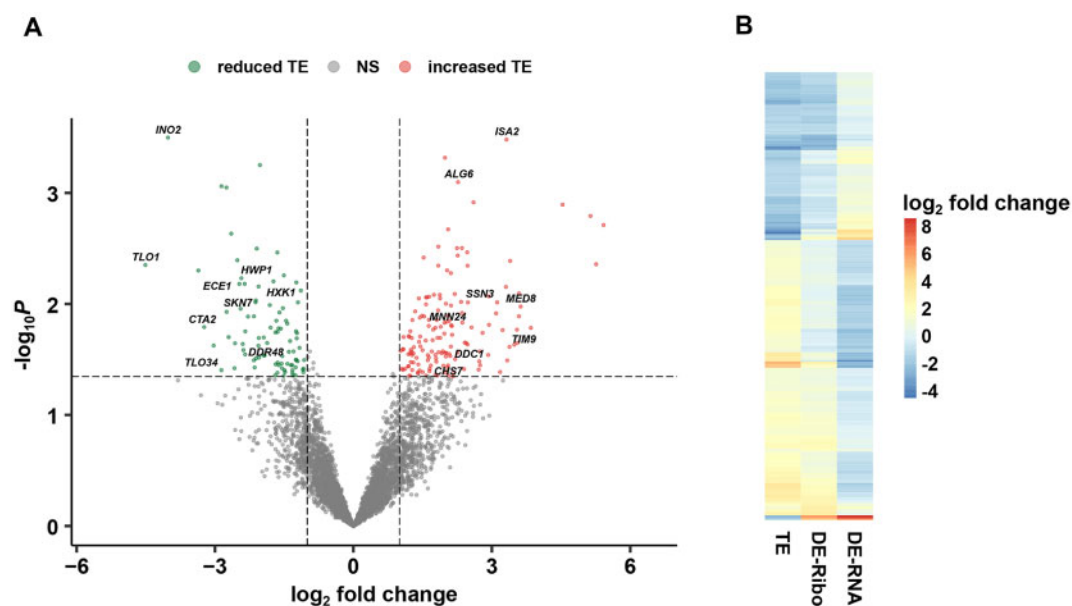 A
B
reduced TE NS increased TE
INO2
ISA2
ALG6
TLO1
HWP1
ECE1
HXK1
SKN7
CTA2
DDR48
TLO34
SSN3
MED8
MNN24
TIM9
DDC1
CHS7
3
2
1
0
-log10P
−6 −3 0 3 6
log2 fold change
log2 fold change
8
6
4
2
0
-2
-4
TE
DE-Ribo
DE-RNA